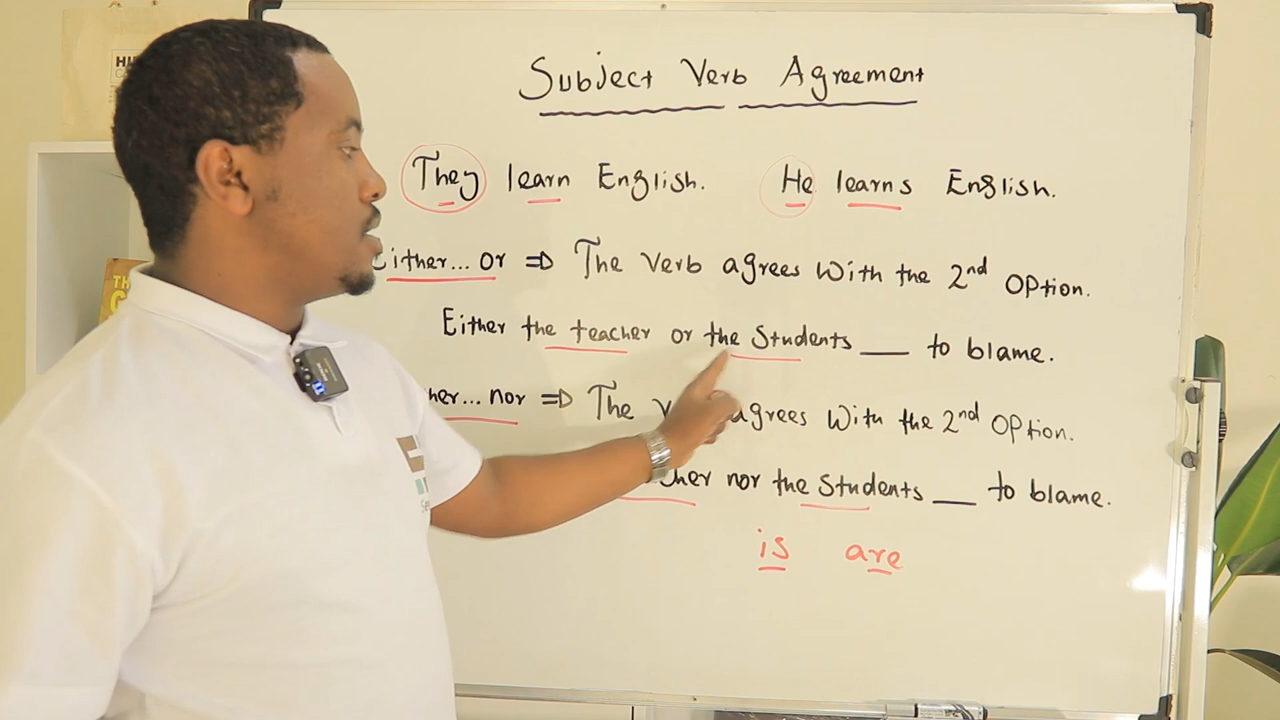 Subject Verb Agreement
They learn English. He learns English.
Either... or ⇒ The Verb agrees With the 2nd Option.
Either the teacher or the Students __ to blame.
nor ⇒ The agrees With the 2nd Option.
nor the Students __ to blame.
is are